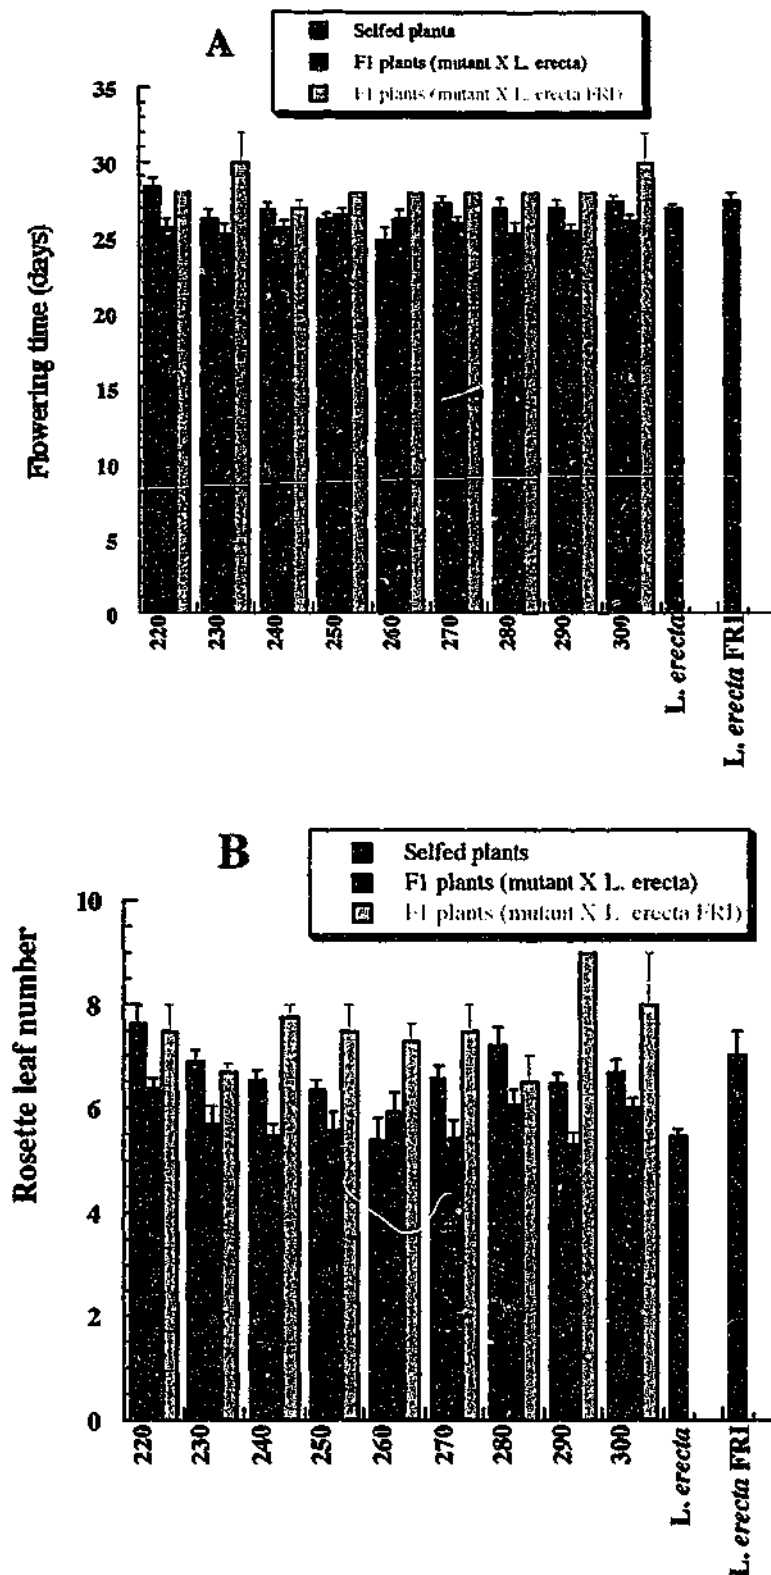 A
Selfed planta
F1 plants (mutant X L. erecta)
F1 plants (mutant X L. erecta FRI)
35
30
25
20
15
10
5
0
Flowering time (days)
220
230
240
250
260
270
280
290
300
L. erecta
L. erecta FRI
B
Selfed plants
F1 plants (mutant X L. erecta)
F1 plants (mutant X L. erecta FRI)
10
8
6
4
2
0
Rosette leaf number
220
230
240
250
260
270
280
290
300
L. erecta
L. erecta FRI